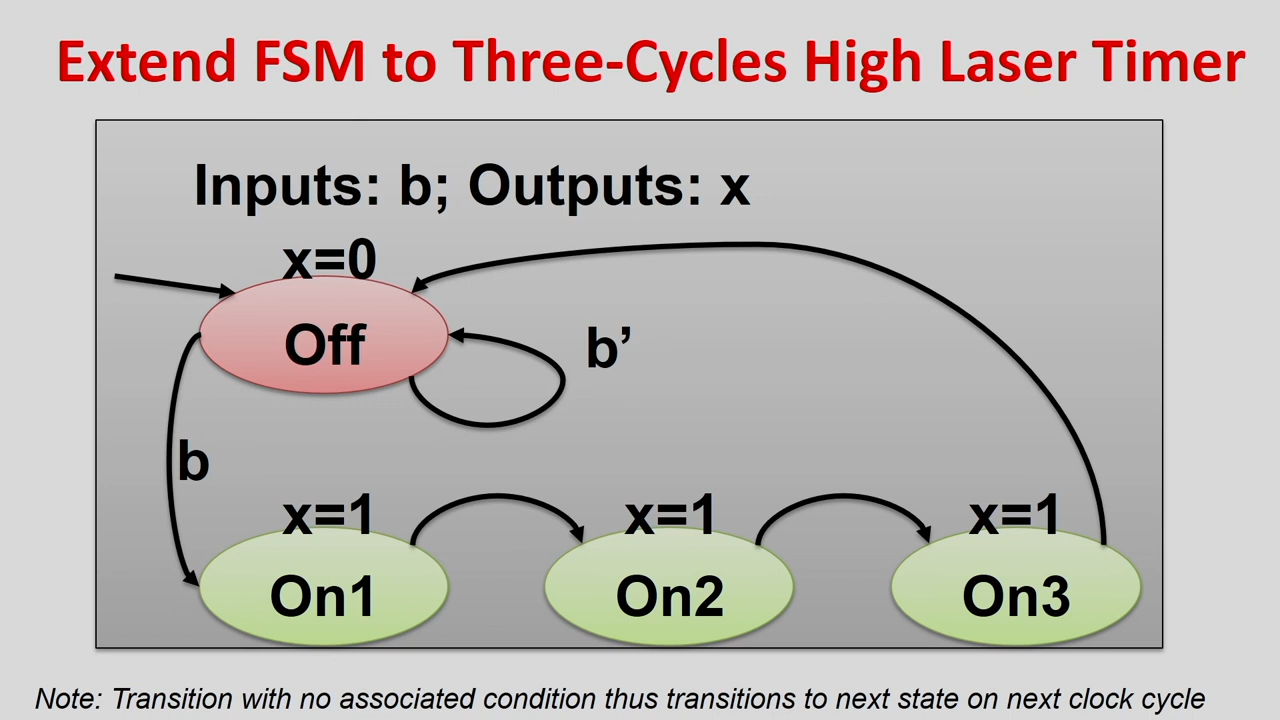 Extend FSM to Three-Cycles High Laser Timer
Inputs: b; Outputs: x
x=0
Off
b’
b
x=1
x=1
x=1
On1
On2
On3
Note: Transition with no associated condition thus transitions to next state on next clock cycle